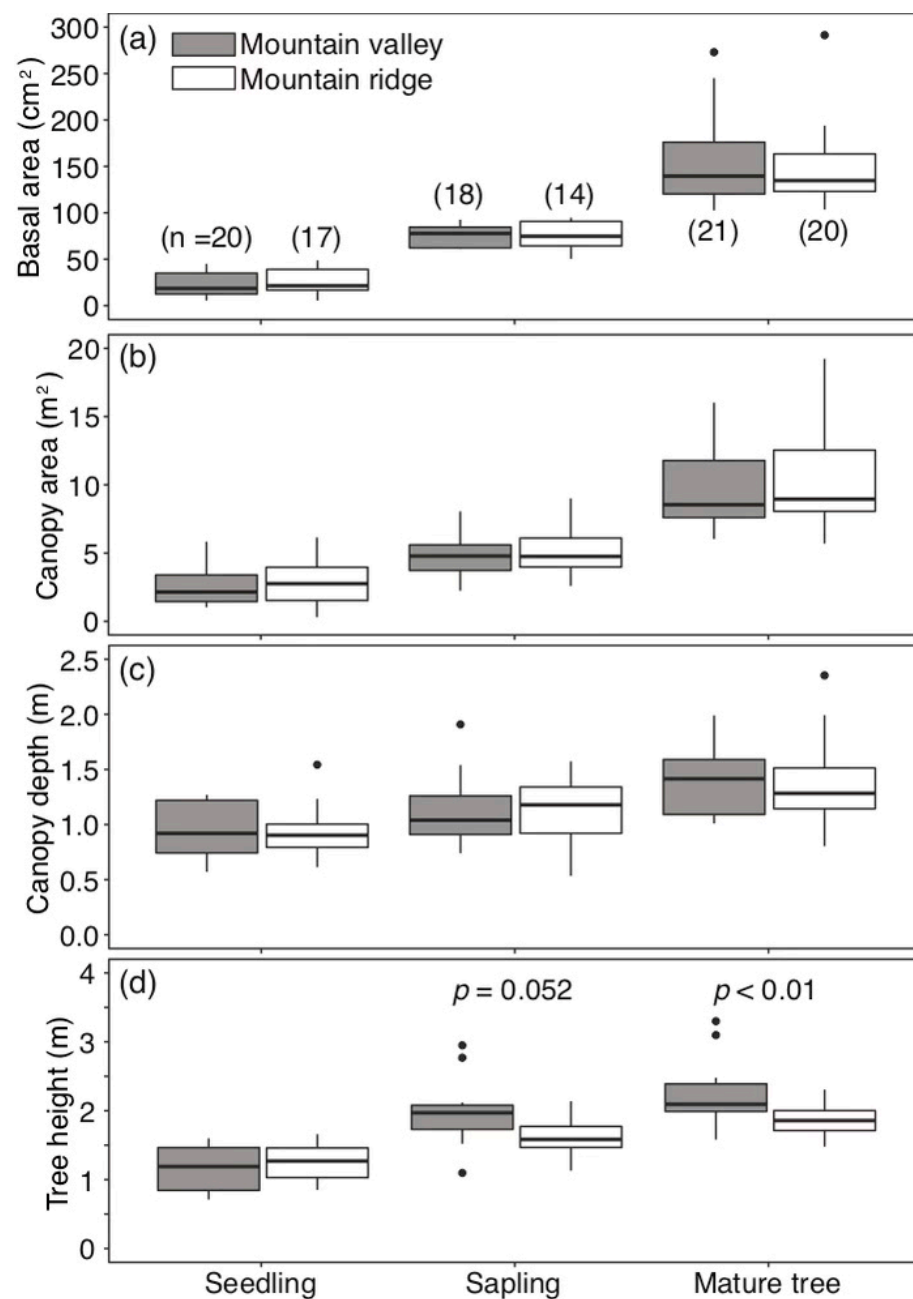 (a)
Mountain valley
Mountain ridge
Basal area (cm²)
300
250
200
150
100
50
0
(n =20)
(17)
(18)
(14)
(21)
(20)
(b)
Canopy area (m²)
20
15
10
5
0
(c)
Canopy depth (m)
2.5
2.0
1.5
1.0
0.5
0.0
(d)
Tree height (m)
4
3
2
1
0
p = 0.052
p < 0.01
Seedling
Sapling
Mature tree